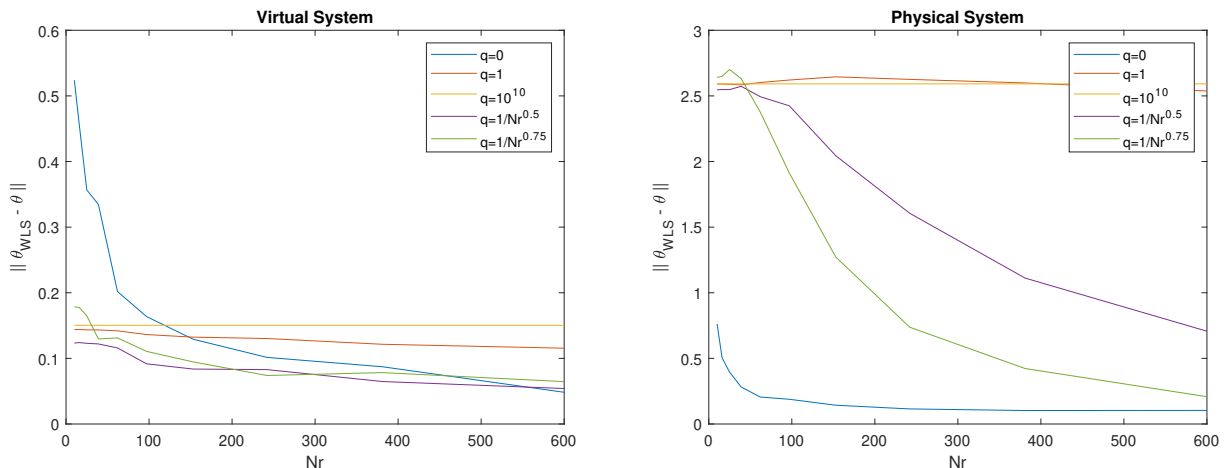 Virtual System
0.6
0.5
0.4
0.3
0.2
0.1
0
|| θ_WLS - θ ||
0 100 200 300 400 500 600
Nr
q=0
q=1
q=10^10
q=1/Nr^0.5
q=1/Nr^0.75
Physical System
3
2.5
2
1.5
1
0.5
0
|| θ_WLS - θ ||
0 100 200 300 400 500 600
Nr
q=0
q=1
q=10^10
q=1/Nr^0.5
q=1/Nr^0.75